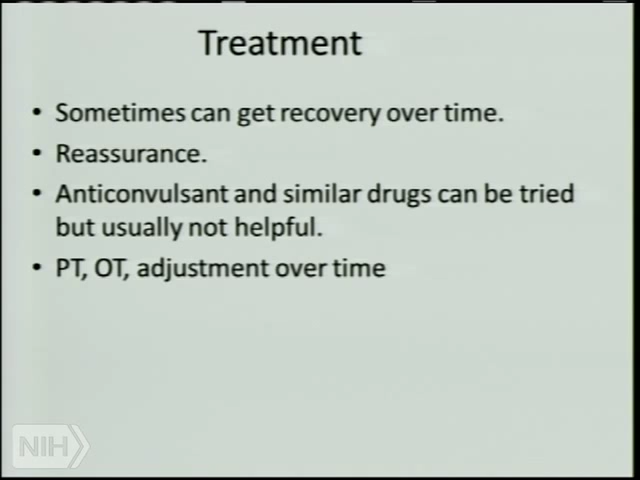 Treatment
• Sometimes can get recovery over time.
• Reassurance.
• Anticonvulsant and similar drugs can be tried
but usually not helpful.
• PT, OT, adjustment over time
NIH